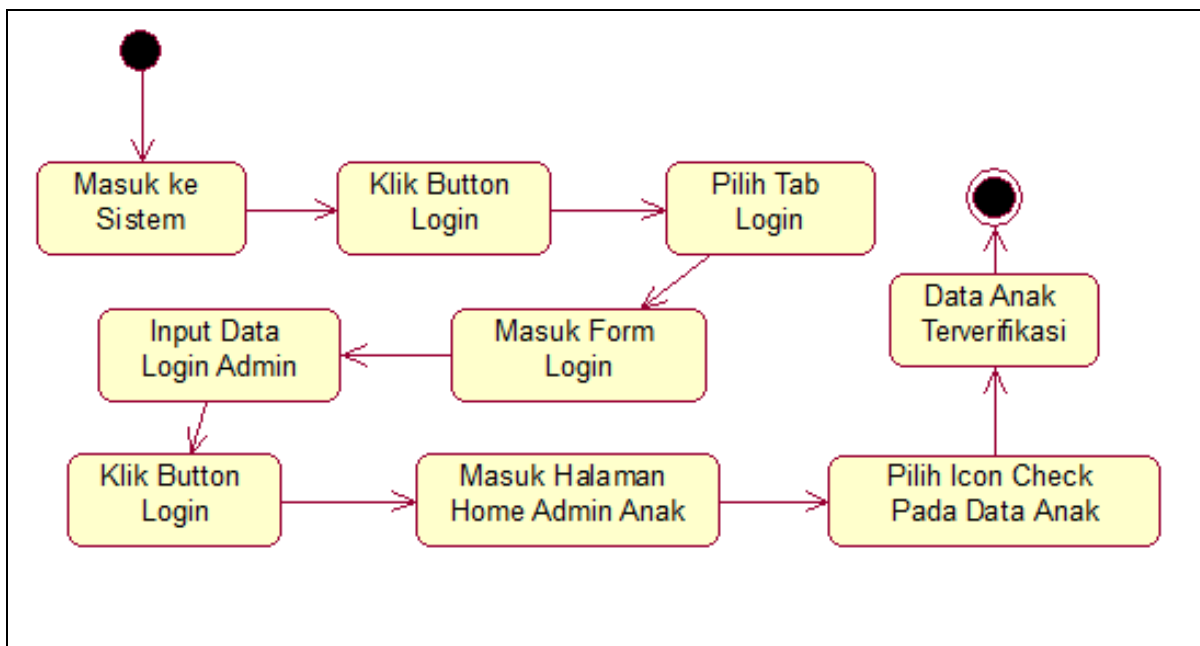 Masuk ke
Sistem
Klik Button
Login
Pilih Tab
Login
Masuk Form
Login
Input Data
Login Admin
Klik Button
Login
Masuk Halaman
Home Admin Anak
Pilih Icon Check
Pada Data Anak
Data Anak
Terverifikasi